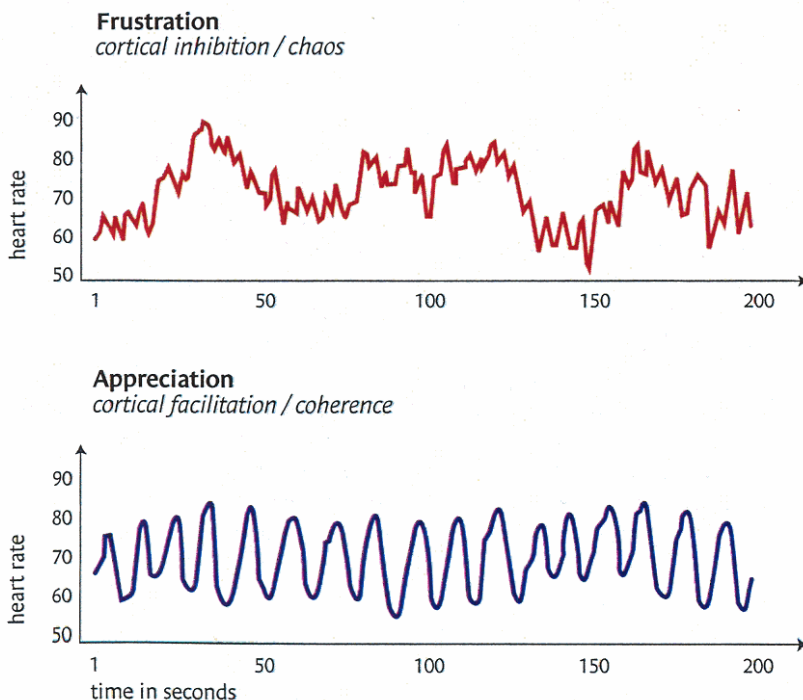 Frustration
cortical inhibition / chaos
90
80
70
60
50
heart rate
1 50 100 150 200
Appreciation
cortical facilitation / coherence
90
80
70
60
50
heart rate
1 50 100 150 200
time in seconds